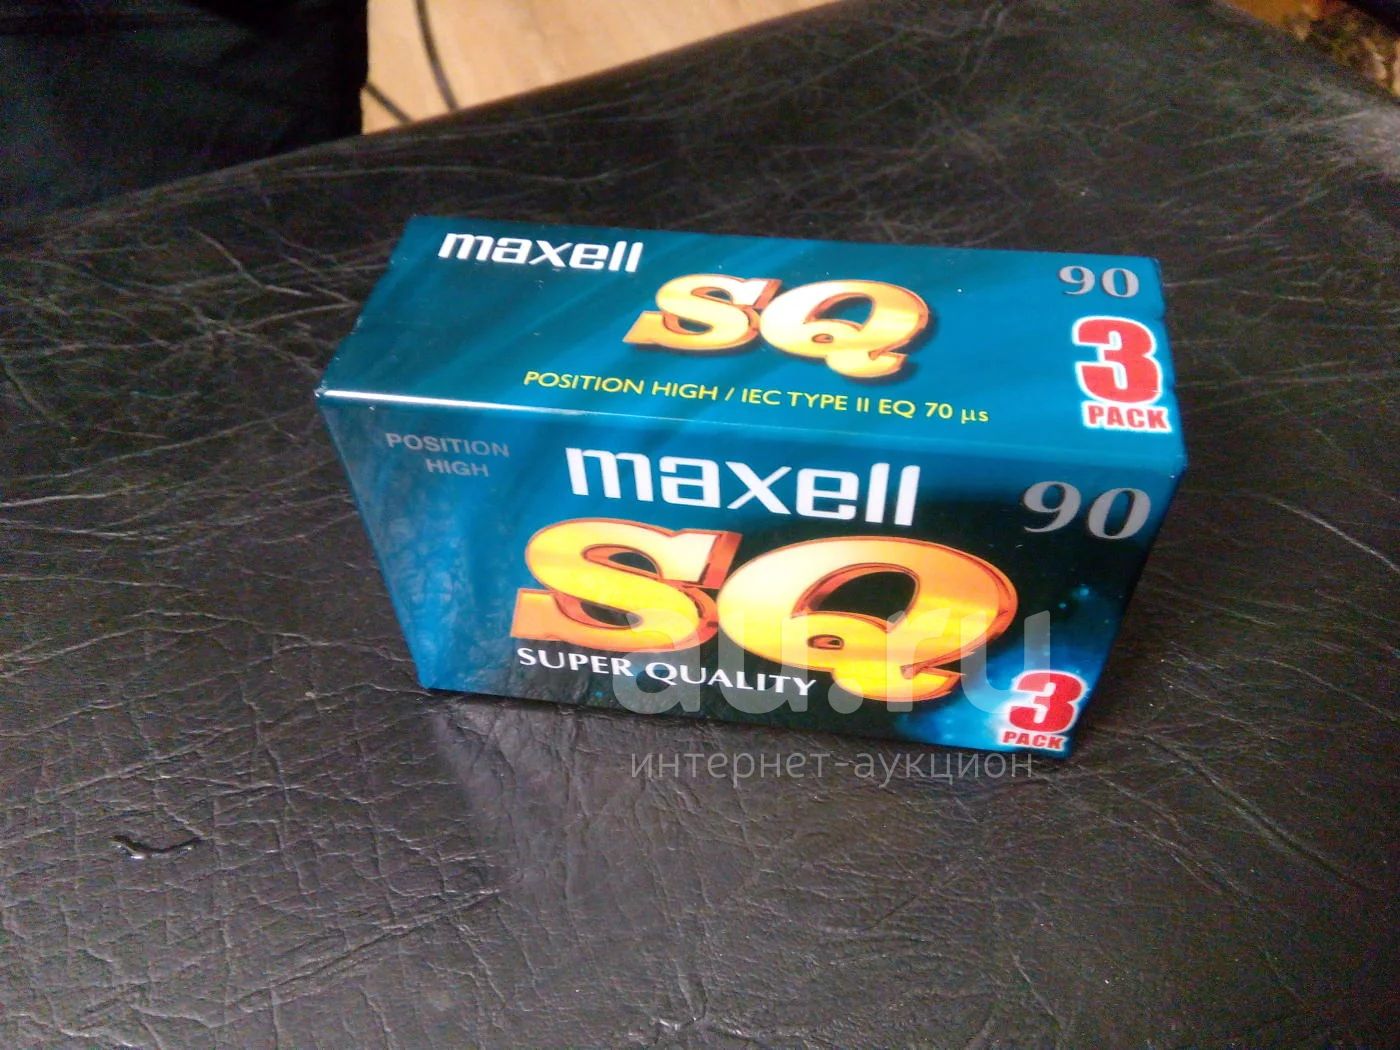 maxell
90
SQ
POSITION HIGH / IEC TYPE II EQ 70 µs
3
PACK
POSITION
HIGH
maxell
90
SQ
SUPER QUALITY
3
PACK
au.ru
интернет-аукцион